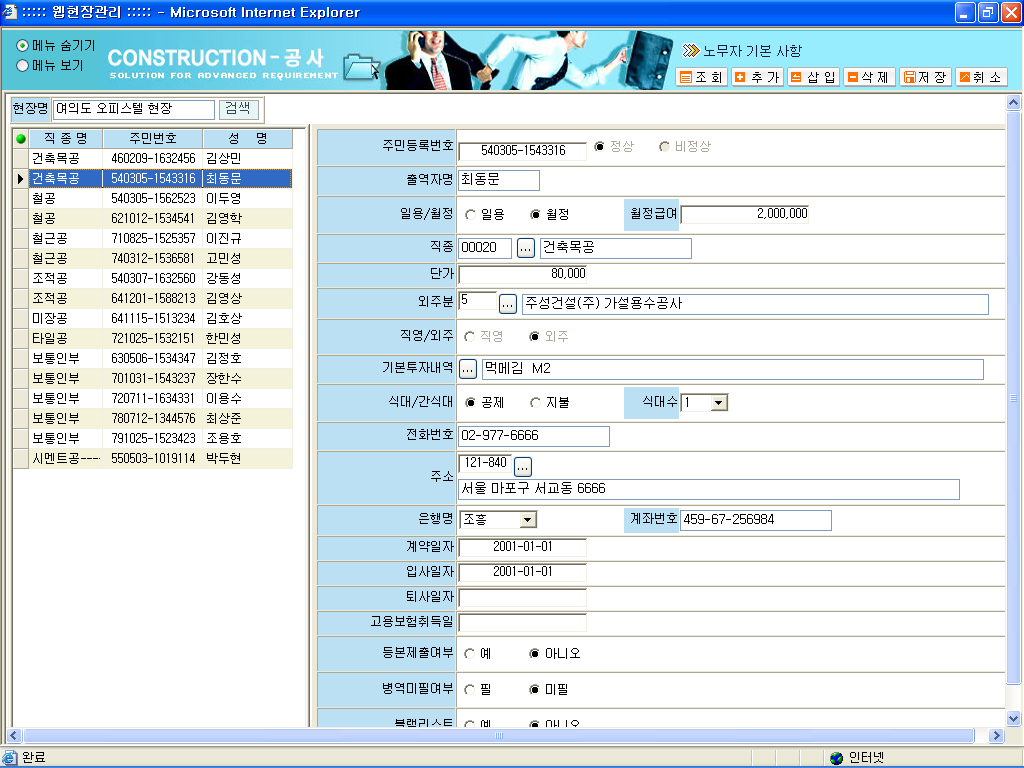 ::::: 웹현장관리 ::::: - Microsoft Internet Explorer
메뉴 숨기기
메뉴 보기
CONSTRUCTION - 공사
SOLUTION FOR ADVANCED REQUIREMENT
노무자 기본 사항
조 회 추 가 삽 입 삭 제 저 장 취 소
현장명 여의도 오피스텔 현장 검색
직 종 명 주민번호 성 명
건축목공 460209-1632456 김상민
건축목공 540305-1543316 최동문
철공 540305-1562523 이두영
철공 621012-1534541 김영학
철근공 710825-1525357 이진규
철근공 740312-1536581 고민성
조적공 540307-1632560 강동성
조적공 641201-1588213 김영상
미장공 641115-1513234 김호상
타일공 721025-1532151 한민성
보통인부 630506-1534347 김정호
보통인부 701031-1543237 장한수
보통인부 720711-1634331 이용수
보통인부 780712-1344576 최상준
보통인부 791025-1523423 조용호
시멘트공---- 550503-1019114 박두현
주민등록번호 540305-1543316 정상 비정상
출역자명 최동문
일용/월정 일용 월정 월정급여 2,000,000
직종 00020 ... 건축목공
단가 80,000
외주분 5 ... 주성건설(주) 가설용수공사
직영/외주 직영 외주
기본투자내역 ... 먹메김 M2
식대/간식대 공제 지불 식대수 1
전화번호 02-977-6666
주소 121-840 ...
서울 마포구 서교동 6666
은행명 조흥 계좌번호 459-67-256984
계약일자 2001-01-01
입사일자 2001-01-01
퇴사일자
고용보험취득일
등본제출여부 예 아니오
병역미필여부 필 미필
블랙리스트 예 아니오
완료 인터넷